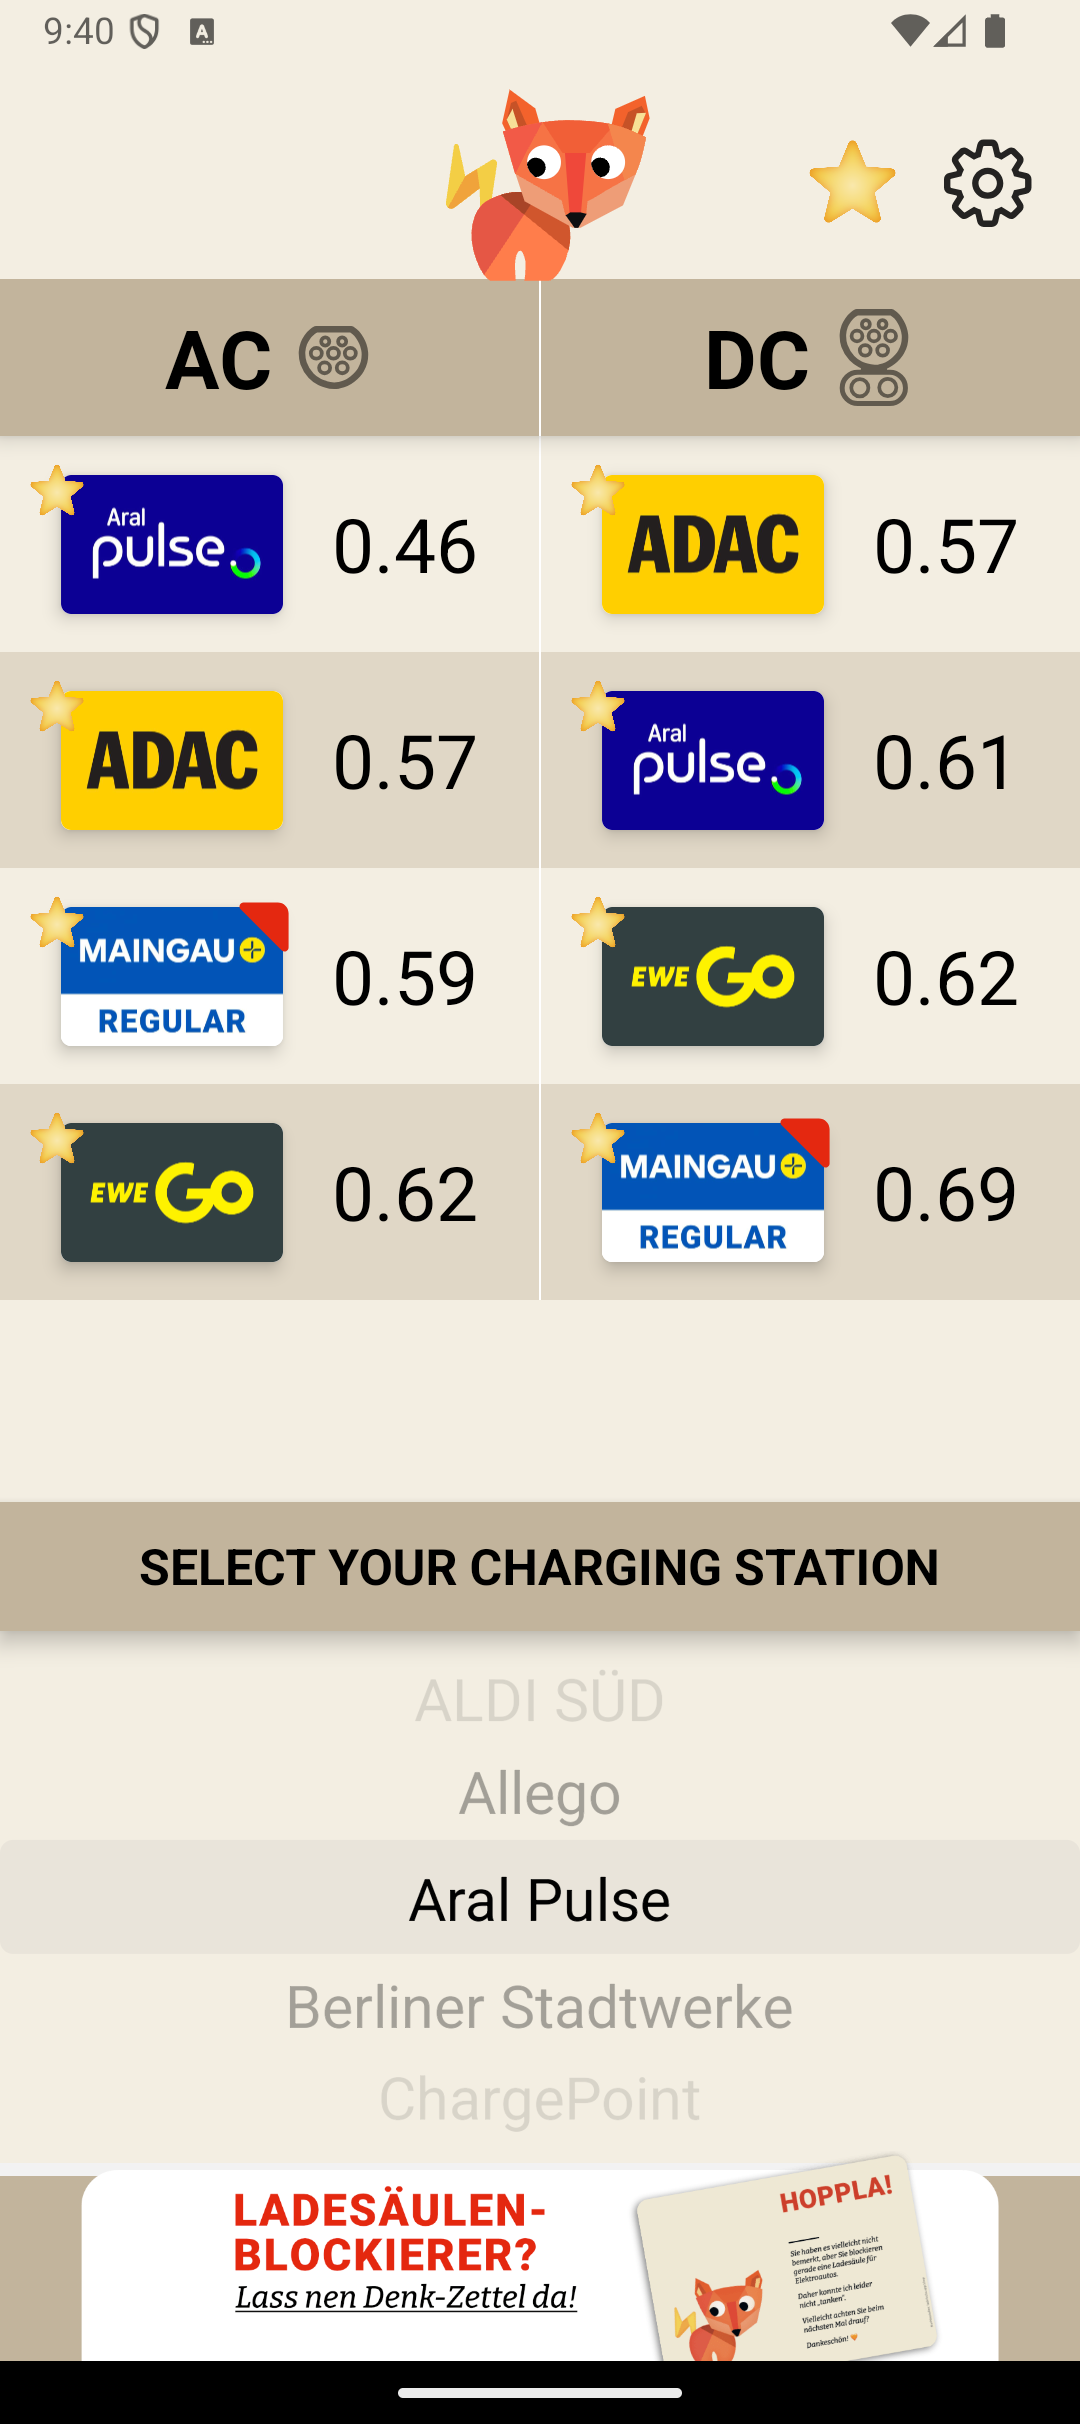 9:40
AC
DC
Aral
pulse
0.46
ADAC
0.57
ADAC
0.57
Aral
pulse
0.61
MAINGAU
REGULAR
0.59
EWE GO
0.62
EWE GO
0.62
MAINGAU
REGULAR
0.69
SELECT YOUR CHARGING STATION
ALDI SÜD
Allego
Aral Pulse
Berliner Stadtwerke
ChargePoint
LADESÄULEN-
BLOCKIERER?
Lass nen Denk-Zettel da!
HOPPLA!
Sie haben es vielleicht nicht
bemerkt, aber Sie blockieren
gerade eine Ladesäule für
Elektroautos.
Daher konnte ich leider
nicht „tanken“.
Vielleicht achten Sie beim
nächsten Mal drauf?
Dankeschön!